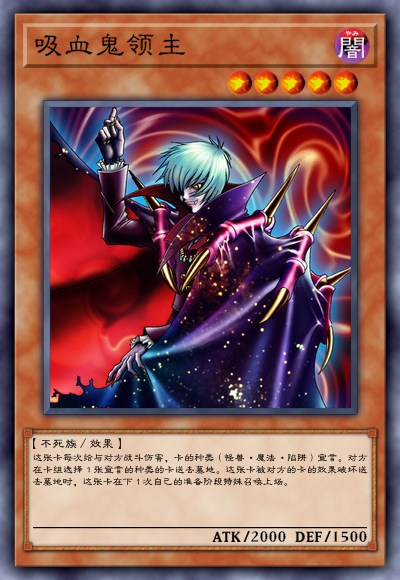 吸血鬼领主
やみ
闇
【不死族／效果】
这张卡每次给与对方战斗伤害，卡的种类（怪兽·魔法·陷阱）宣言。对方
在卡组选择1张宣言的种类的卡送去墓地。这张卡被对方的卡的效果破坏送
去墓地时，这张卡在下1次自己的准备阶段特殊召唤上场。
ATK/2000 DEF/1500